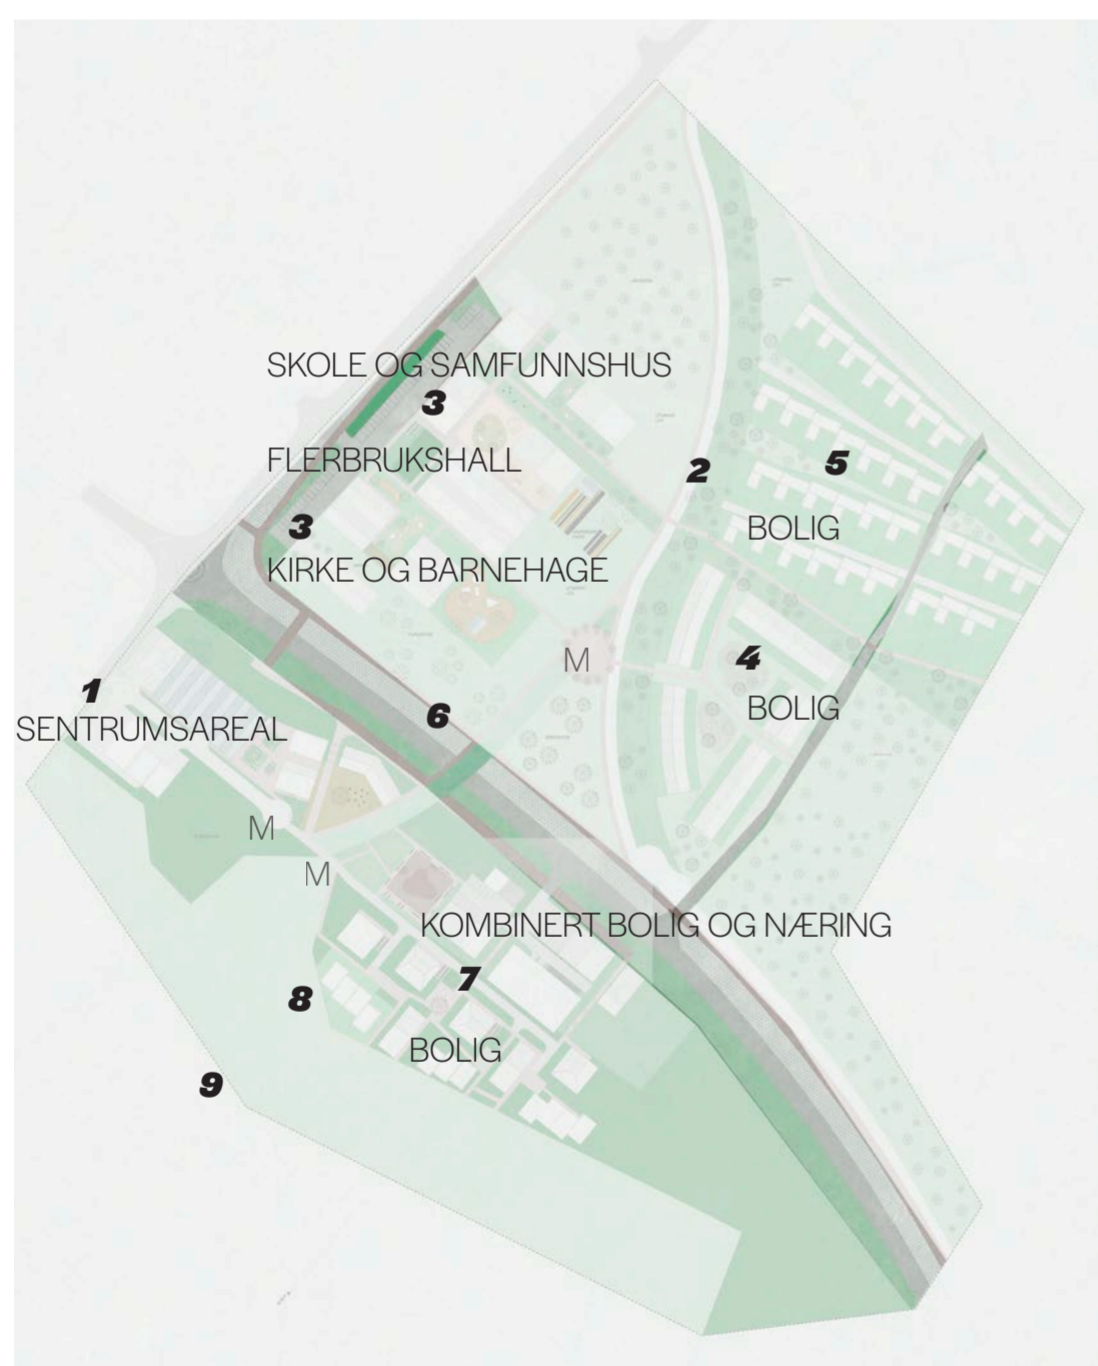 SKOLE OG SAMFUNNSHUS
3
FLERBRUKSHALL
2
5
3
BOLIG
KIRKE OG BARNEHAGE
M
4
1
BOLIG
SENTRUMSAREAL
6
M
M
KOMBINERT BOLIG OG NÆRING
7
8
BOLIG
9